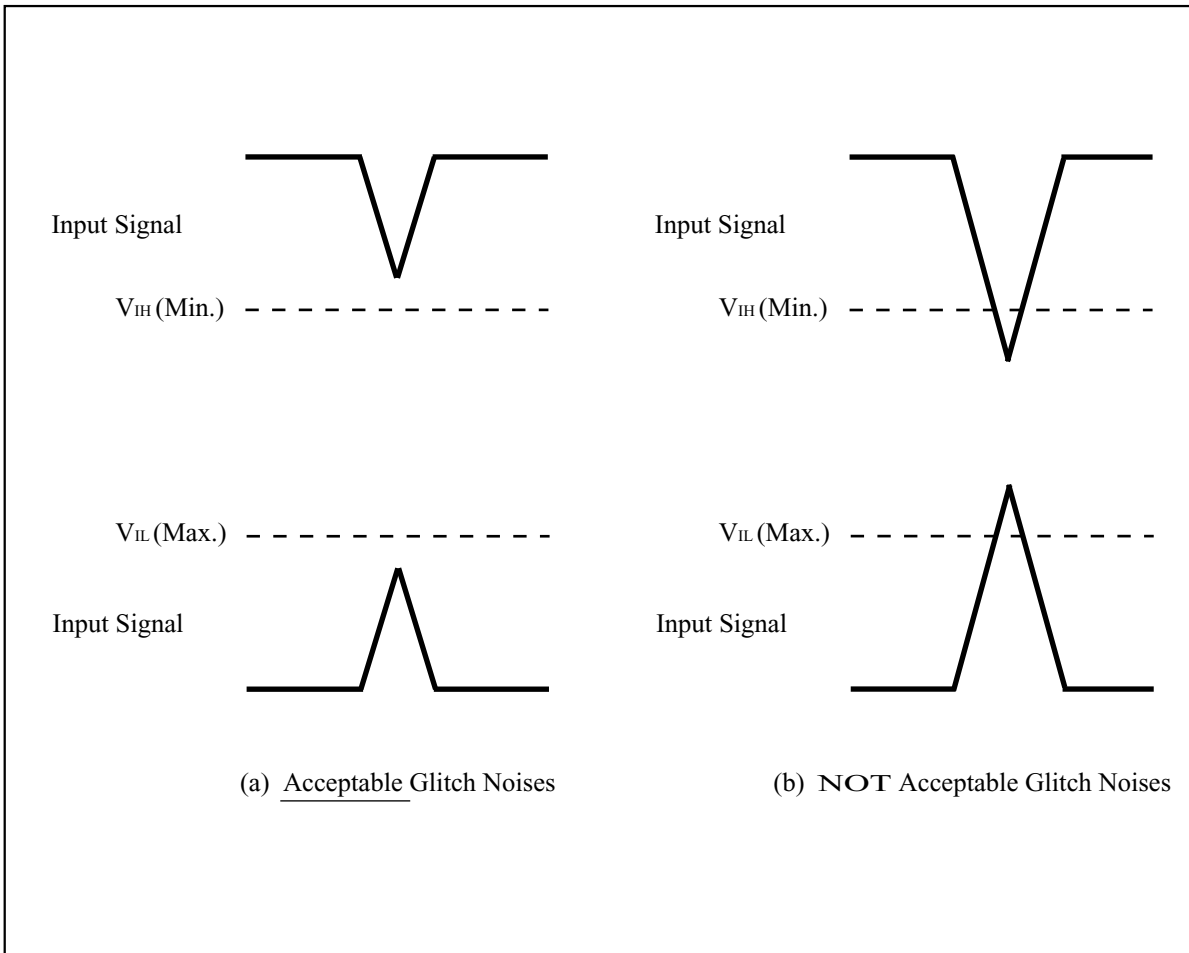 Input Signal
VIH (Min.)
VIL (Max.)
Input Signal
(a) Acceptable Glitch Noises
Input Signal
VIH (Min.)
VIL (Max.)
Input Signal
(b) NOT Acceptable Glitch Noises